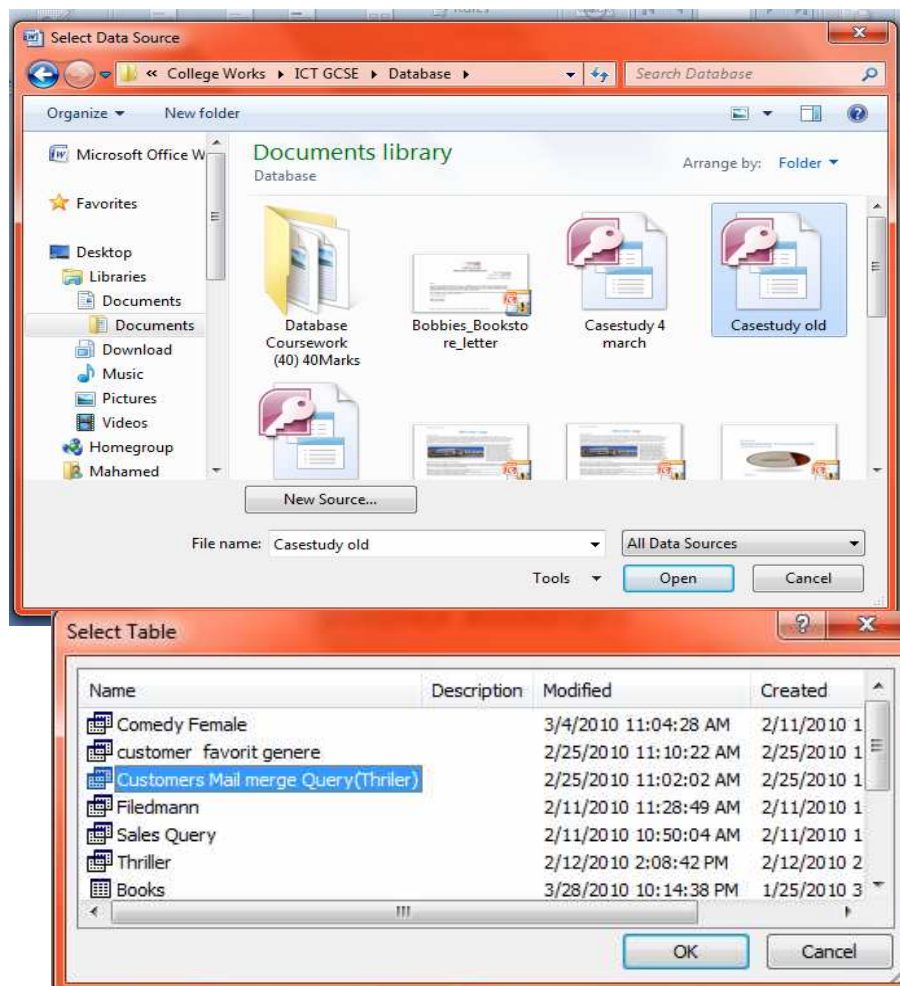 Rules
Select Data Source
« College Works ▸ ICT GCSE ▸ Database ▸
Search Database
Organize
New folder
Microsoft Office W
Favorites
Desktop
Libraries
Documents
Documents
Download
Music
Pictures
Videos
Homegroup
Mahamed
Documents library
Database
Arrange by: Folder
Database
Coursework
(40) 40Marks
Bobbies_Booksto
re_letter
Casestudy 4
march
Casestudy old
New Source...
File name: Casestudy old
All Data Sources
Tools
Open
Cancel
Select Table
Name Description Modified Created
Comedy Female 3/4/2010 11:04:28 AM 2/11/2010 1
customer favorit genere 2/25/2010 11:10:22 AM 2/25/2010 1
Customers Mail merge Query(Thriler) 2/25/2010 11:02:02 AM 2/25/2010 1
Filedmann 2/11/2010 11:28:49 AM 2/11/2010 1
Sales Query 2/11/2010 10:50:04 AM 2/11/2010 1
Thriller 2/12/2010 2:08:42 PM 2/12/2010 2
Books 3/28/2010 10:14:38 PM 1/25/2010 3
OK
Cancel